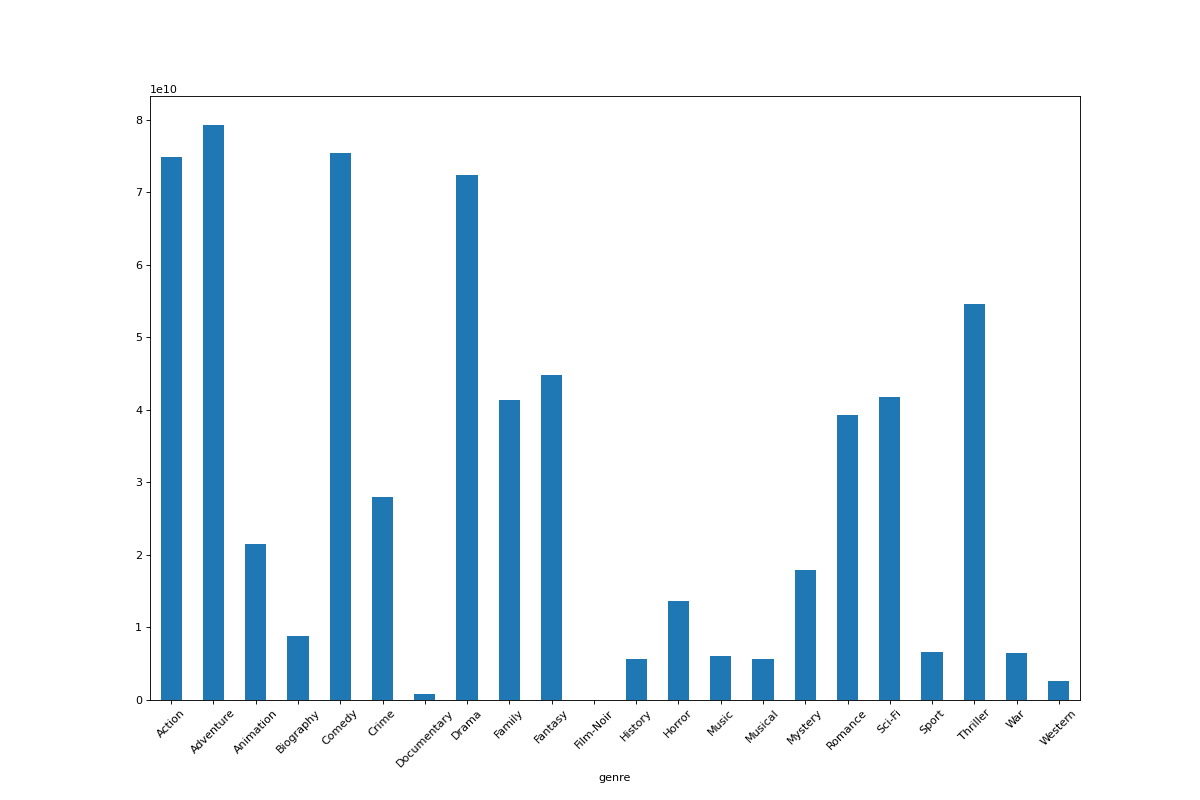 1e10
8
7
6
5
4
3
2
1
0
Action
Adventure
Animation
Biography
Comedy
Crime
Documentary
Drama
Family
Fantasy
Film-Noir
History
Horror
Music
Musical
Mystery
Romance
Sci-Fi
Sport
Thriller
War
Western
genre